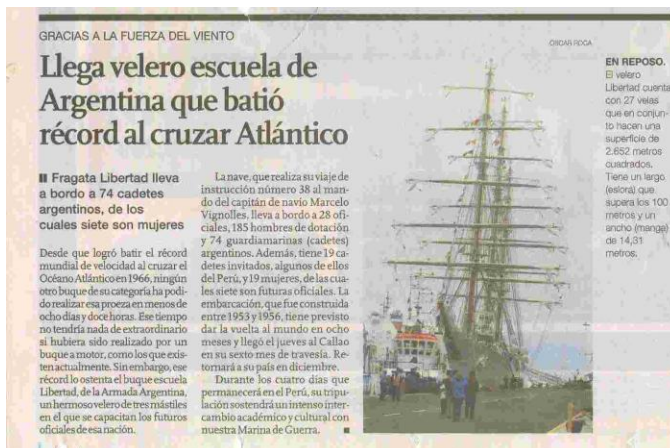 GRACIAS A LA FUERZA DEL VIENTO
Llega velero escuela de
Argentina que batió
récord al cruzar Atlántico
Fragata Libertad lleva
a bordo a 74 cadetes
argentinos, de los
cuales siete son mujeres
Desde que logró batir el récord
mundial de velocidad al cruzar el
Océano Atlántico en 1966, ningún
otro buque de su categoría ha podi-
do realizar esa proeza en menos de
ocho días y doce horas. Ese tiempo
no tendría nada de extraordinario
si hubiera sido realizado por un
buque a motor, como los que exis-
ten actualmente. Sin embargo, ese
récord lo ostenta el buque escuela
Libertad, de la Armada Argentina,
un hermoso velero de tres mástiles
en el que se capacitan los futuros
oficiales de esa nación.
La nave, que realiza su viaje de
instrucción número 38 al man-
do del capitán de navío Marcelo
Vignolles, lleva a bordo a 28 ofi-
ciales, 185 hombres de dotación
y 74 guardiamarinas (cadetes)
argentinos. Además, tiene 19 ca-
detes invitados, algunos de ellos
del Perú, y 19 mujeres, de las cua-
les siete son futuras oficiales. La
embarcación, que fue construida
entre 1953 y 1956, tiene previsto
dar la vuelta al mundo en ocho
meses y llegó el jueves al Callao
en su sexto mes de travesía. Re-
tornará a su país en diciembre.
Durante los cuatro días que
permanecerá en el Perú, su tripu-
lación sostendrá un intenso inter-
cambio académico y cultural con
nuestra Marina de Guerra.
OSCAR ROCA
EN REPOSO.
El velero
Libertad cuenta
con 27 velas
que en conjun-
to hacen una
superficie de
2.652 metros
cuadrados.
Tiene un largo
(eslora) que
supera los 100
metros y un
ancho (manga)
de 14,31
metros.